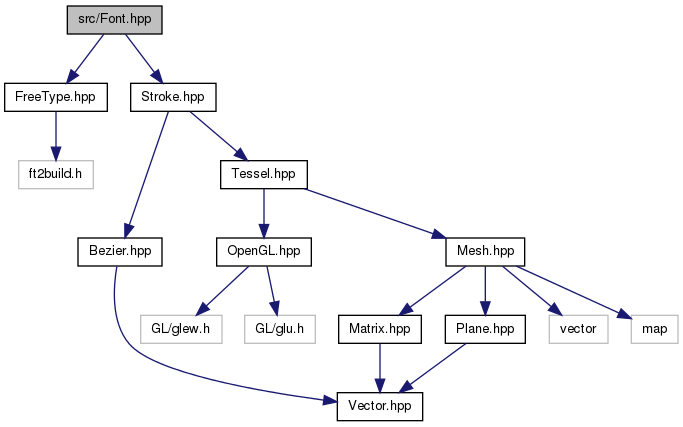 src/Font.hpp
FreeType.hpp
Stroke.hpp
ft2build.h
Tessel.hpp
Bezier.hpp
OpenGL.hpp
Mesh.hpp
GL/glew.h
GL/glu.h
Matrix.hpp
Plane.hpp
vector
map
Vector.hpp